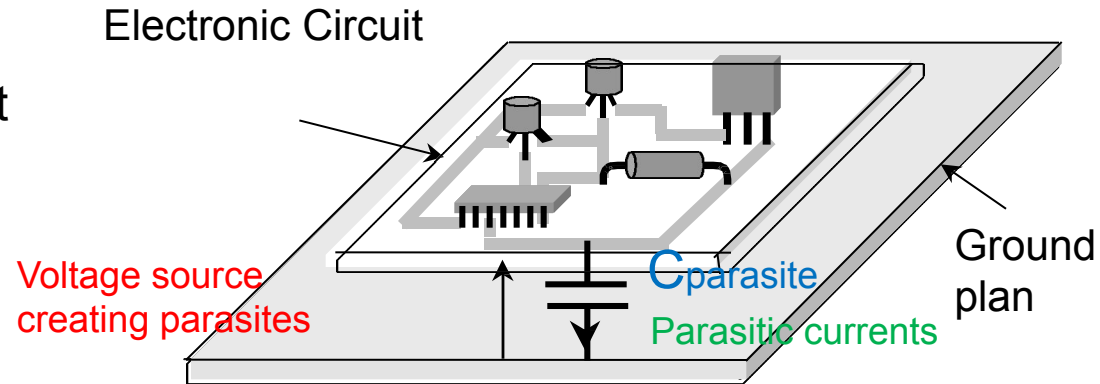 Electronic Circuit
t
Voltage source
creating parasites
Cparasite
Parasitic currents
Ground
plan